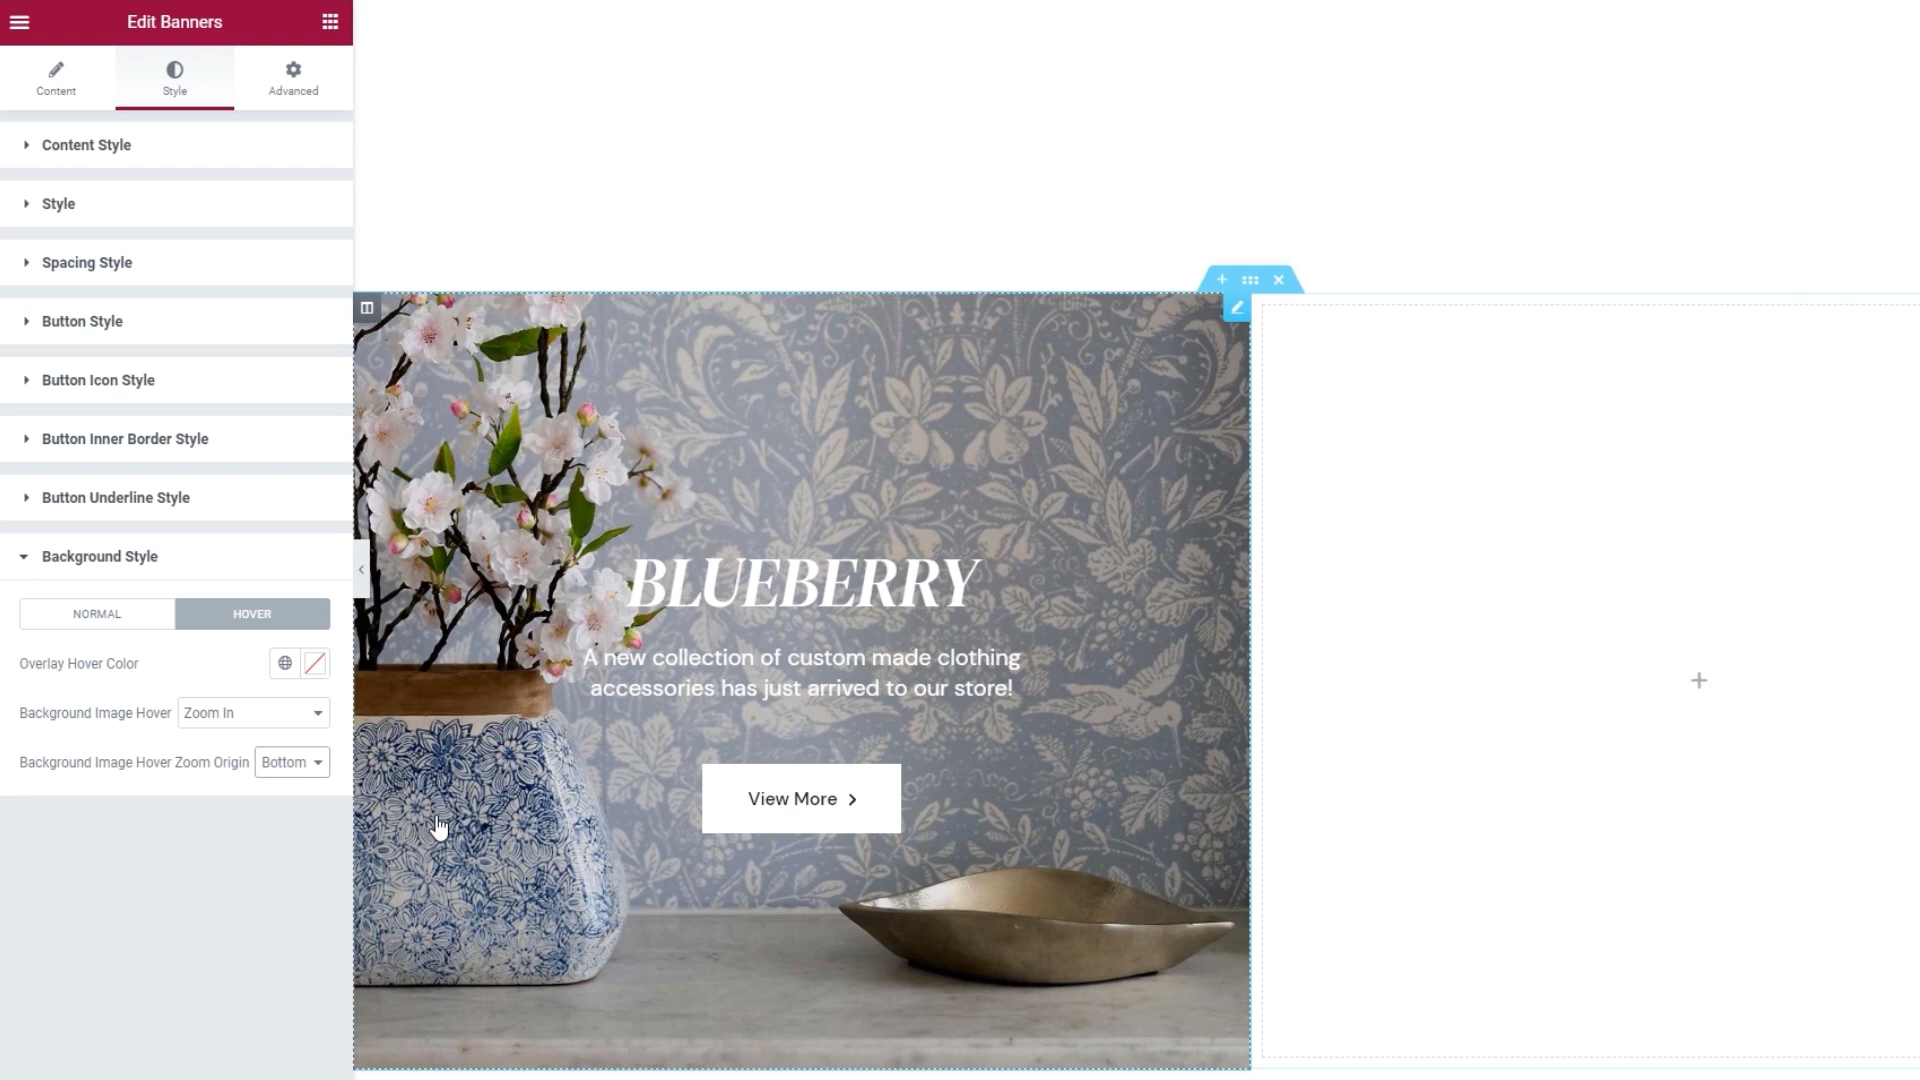 Edit Banners
Content
Style
Advanced
Content Style
Style
Spacing Style
Button Style
Button Icon Style
Button Inner Border Style
Button Underline Style
Background Style
NORMAL
HOVER
Overlay Hover Color
Background Image Hover
Zoom In
Background Image Hover Zoom Origin
Bottom
BLUEBERRY
A new collection of custom made clothing
accessories has just arrived to our store!
View More